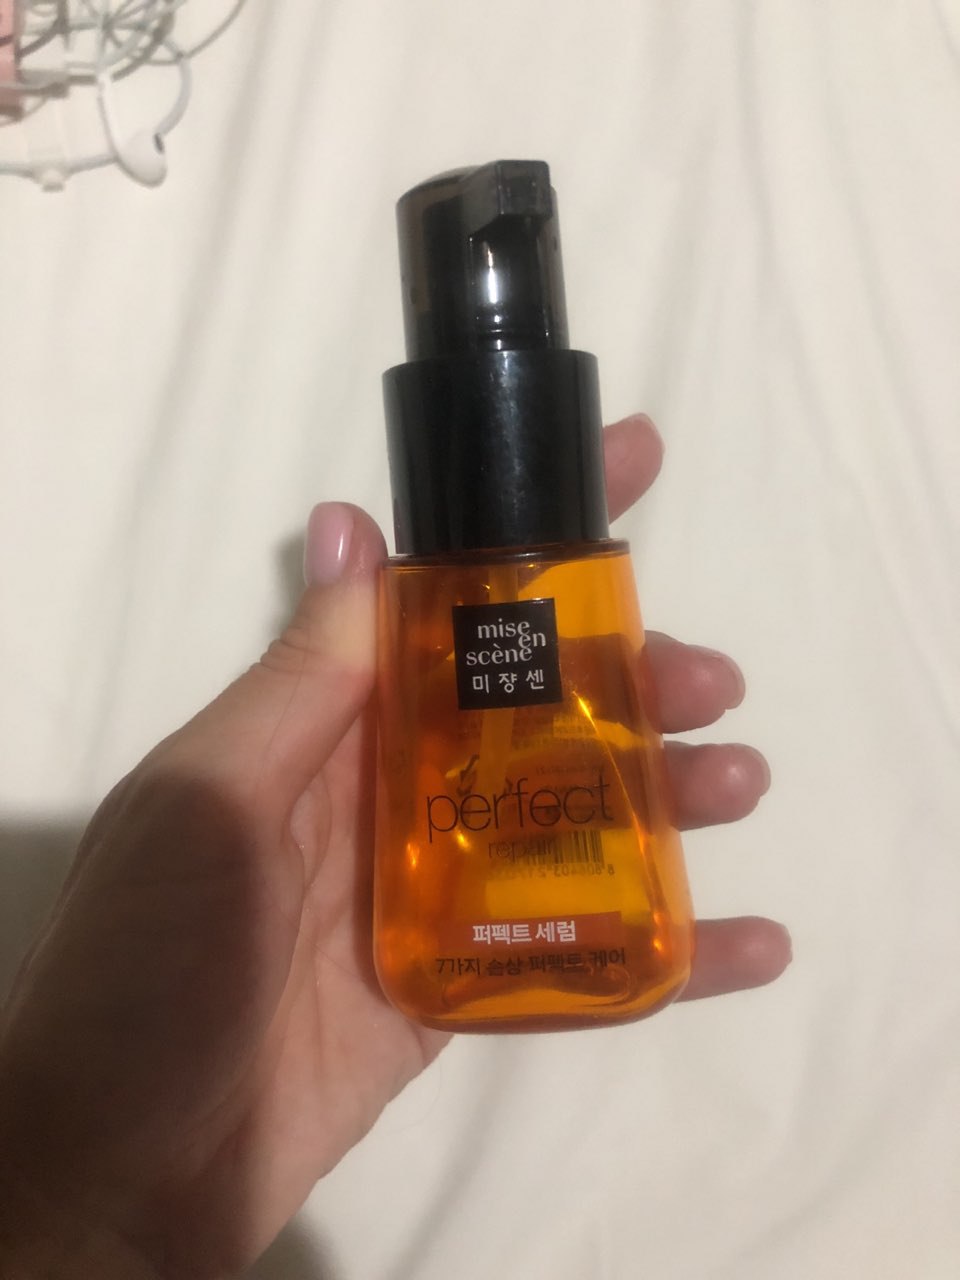 mise
en
scène
미쟝센
perfect
repair
퍼펙트 세럼
7가지 손상 퍼펙트 케어